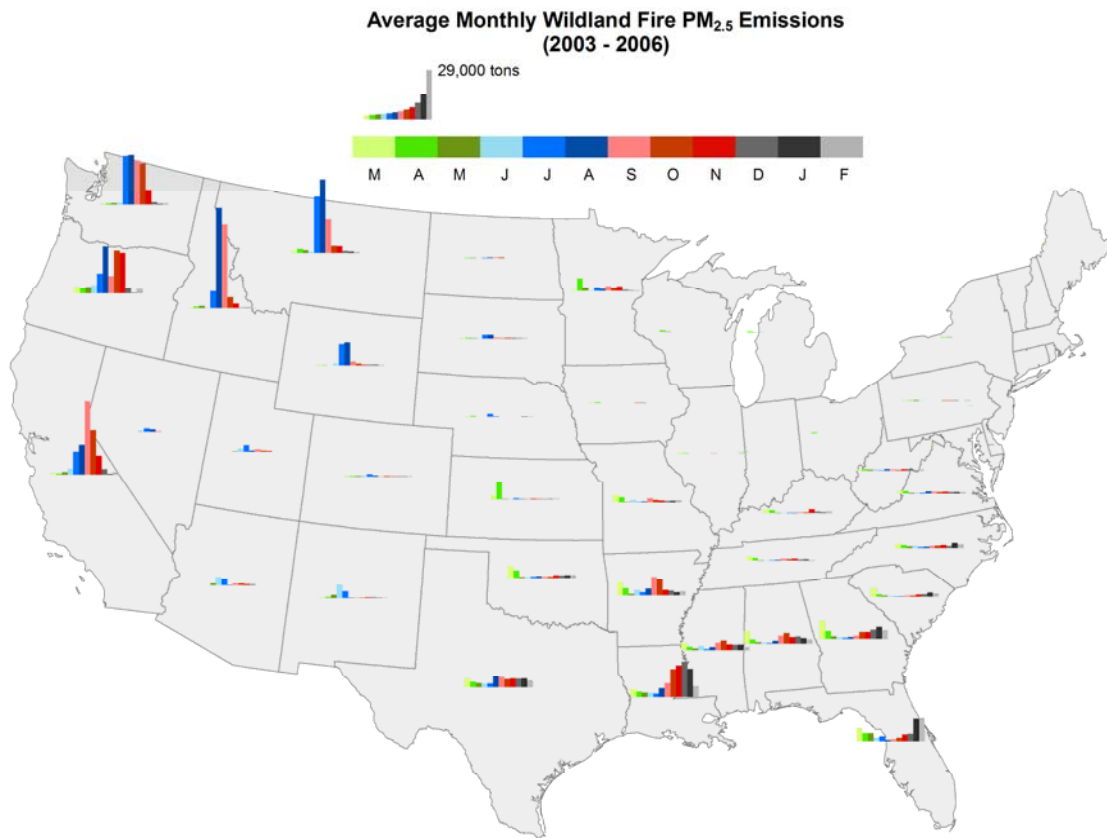 Average Monthly Wildland Fire PM2.5 Emissions
(2003 - 2006)
29,000 tons
M A M J J A S O N D J F